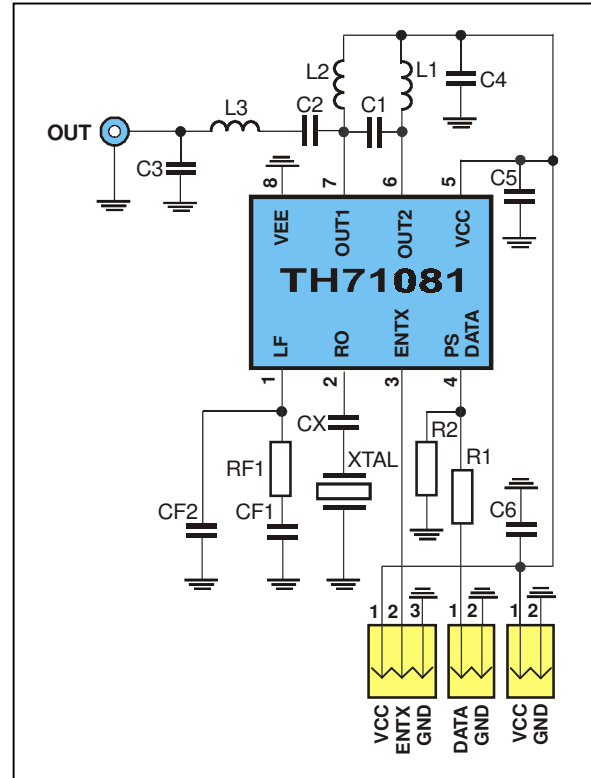 L2
L1
C4
L3
C2
C1
OUT
C3
C5
8
7
6
5
VEE
OUT1
OUT2
VCC
TH71081
LF
RO
ENTX
PS
DATA
1
2
3
4
CX
R2
R1
RF1
XTAL
CF2
CF1
C6
1 2 3
1 2
1 2
VCC
ENTX
GND
DATA
GND
VCC
GND